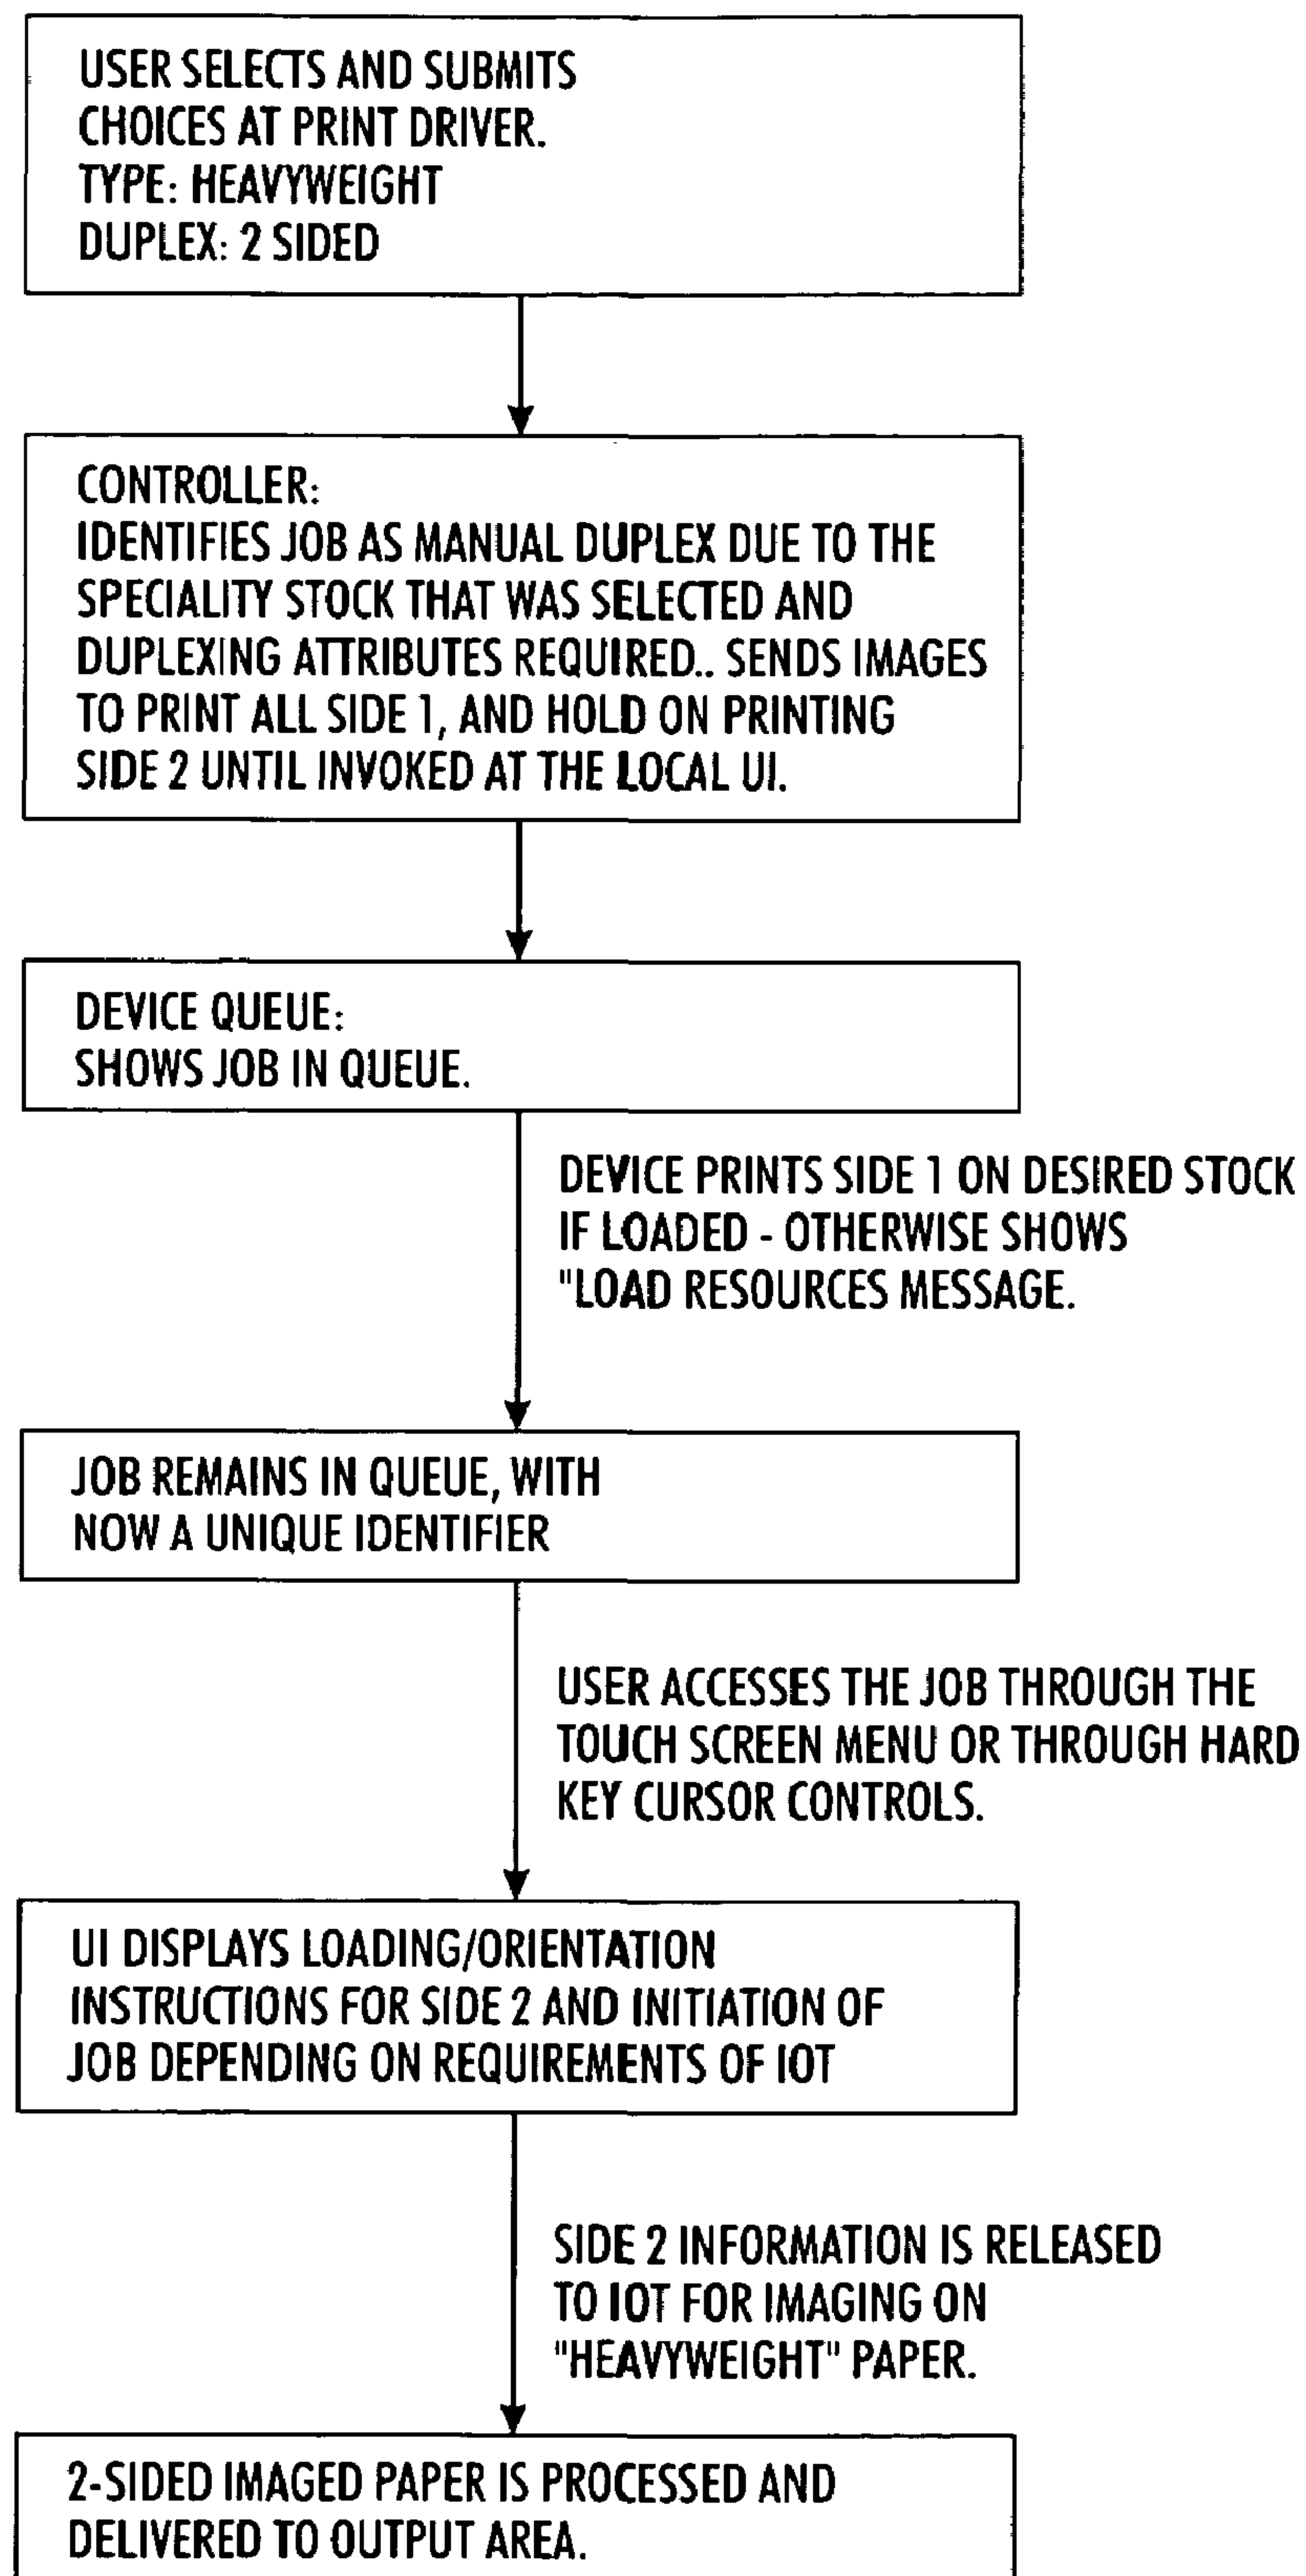 USER SELECTS AND SUBMITS
CHOICES AT PRINT DRIVER.
TYPE: HEAVYWEIGHT
DUPLEX: 2 SIDED
CONTROLLER:
IDENTIFIES JOB AS MANUAL DUPLEX DUE TO THE
SPECIALITY STOCK THAT WAS SELECTED AND
DUPLEXING ATTRIBUTES REQUIRED.. SENDS IMAGES
TO PRINT ALL SIDE 1, AND HOLD ON PRINTING
SIDE 2 UNTIL INVOKED AT THE LOCAL UI.
DEVICE QUEUE:
SHOWS JOB IN QUEUE.
DEVICE PRINTS SIDE 1 ON DESIRED STOCK
IF LOADED - OTHERWISE SHOWS
"LOAD RESOURCES MESSAGE.
JOB REMAINS IN QUEUE, WITH
NOW A UNIQUE IDENTIFIER
USER ACCESSES THE JOB THROUGH THE
TOUCH SCREEN MENU OR THROUGH HARD
KEY CURSOR CONTROLS.
UI DISPLAYS LOADING/ORIENTATION
INSTRUCTIONS FOR SIDE 2 AND INITIATION OF
JOB DEPENDING ON REQUIREMENTS OF IOT
SIDE 2 INFORMATION IS RELEASED
TO IOT FOR IMAGING ON
"HEAVYWEIGHT" PAPER.
2-SIDED IMAGED PAPER IS PROCESSED AND
DELIVERED TO OUTPUT AREA.